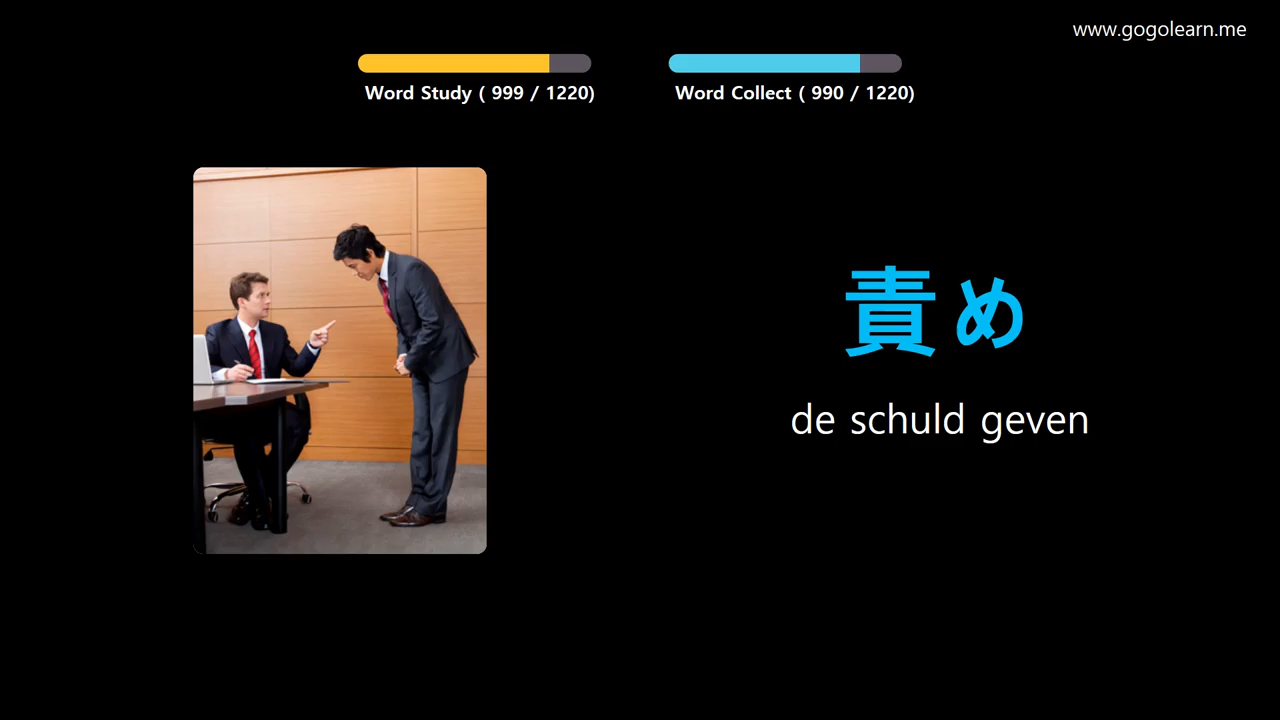 www.gogolearn.me
Word Study ( 999 / 1220)
Word Collect ( 990 / 1220)
責め
de schuld geven